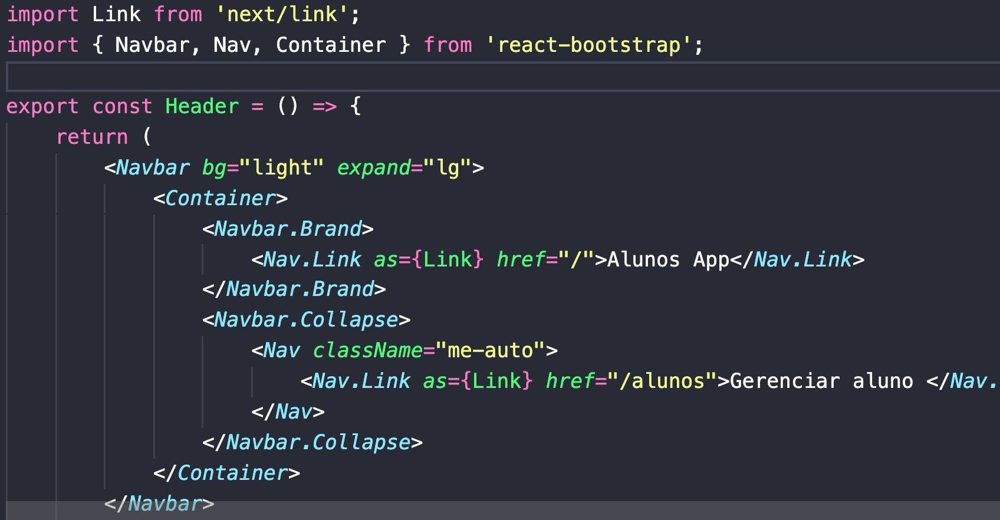 import Link from 'next/link';
import { Navbar, Nav, Container } from 'react-bootstrap';
export const Header = () => {
return (
<Navbar bg="light" expand="lg">
<Container>
<Navbar.Brand>
<Nav.Link as={Link} href="/">Alunos App</Nav.Link>
</Navbar.Brand>
<Navbar.Collapse>
<Nav className="me-auto">
<Nav.Link as={Link} href="/alunos">Gerenciar aluno </Nav.
</Nav>
</Navbar.Collapse>
</Container>
</Navbar>